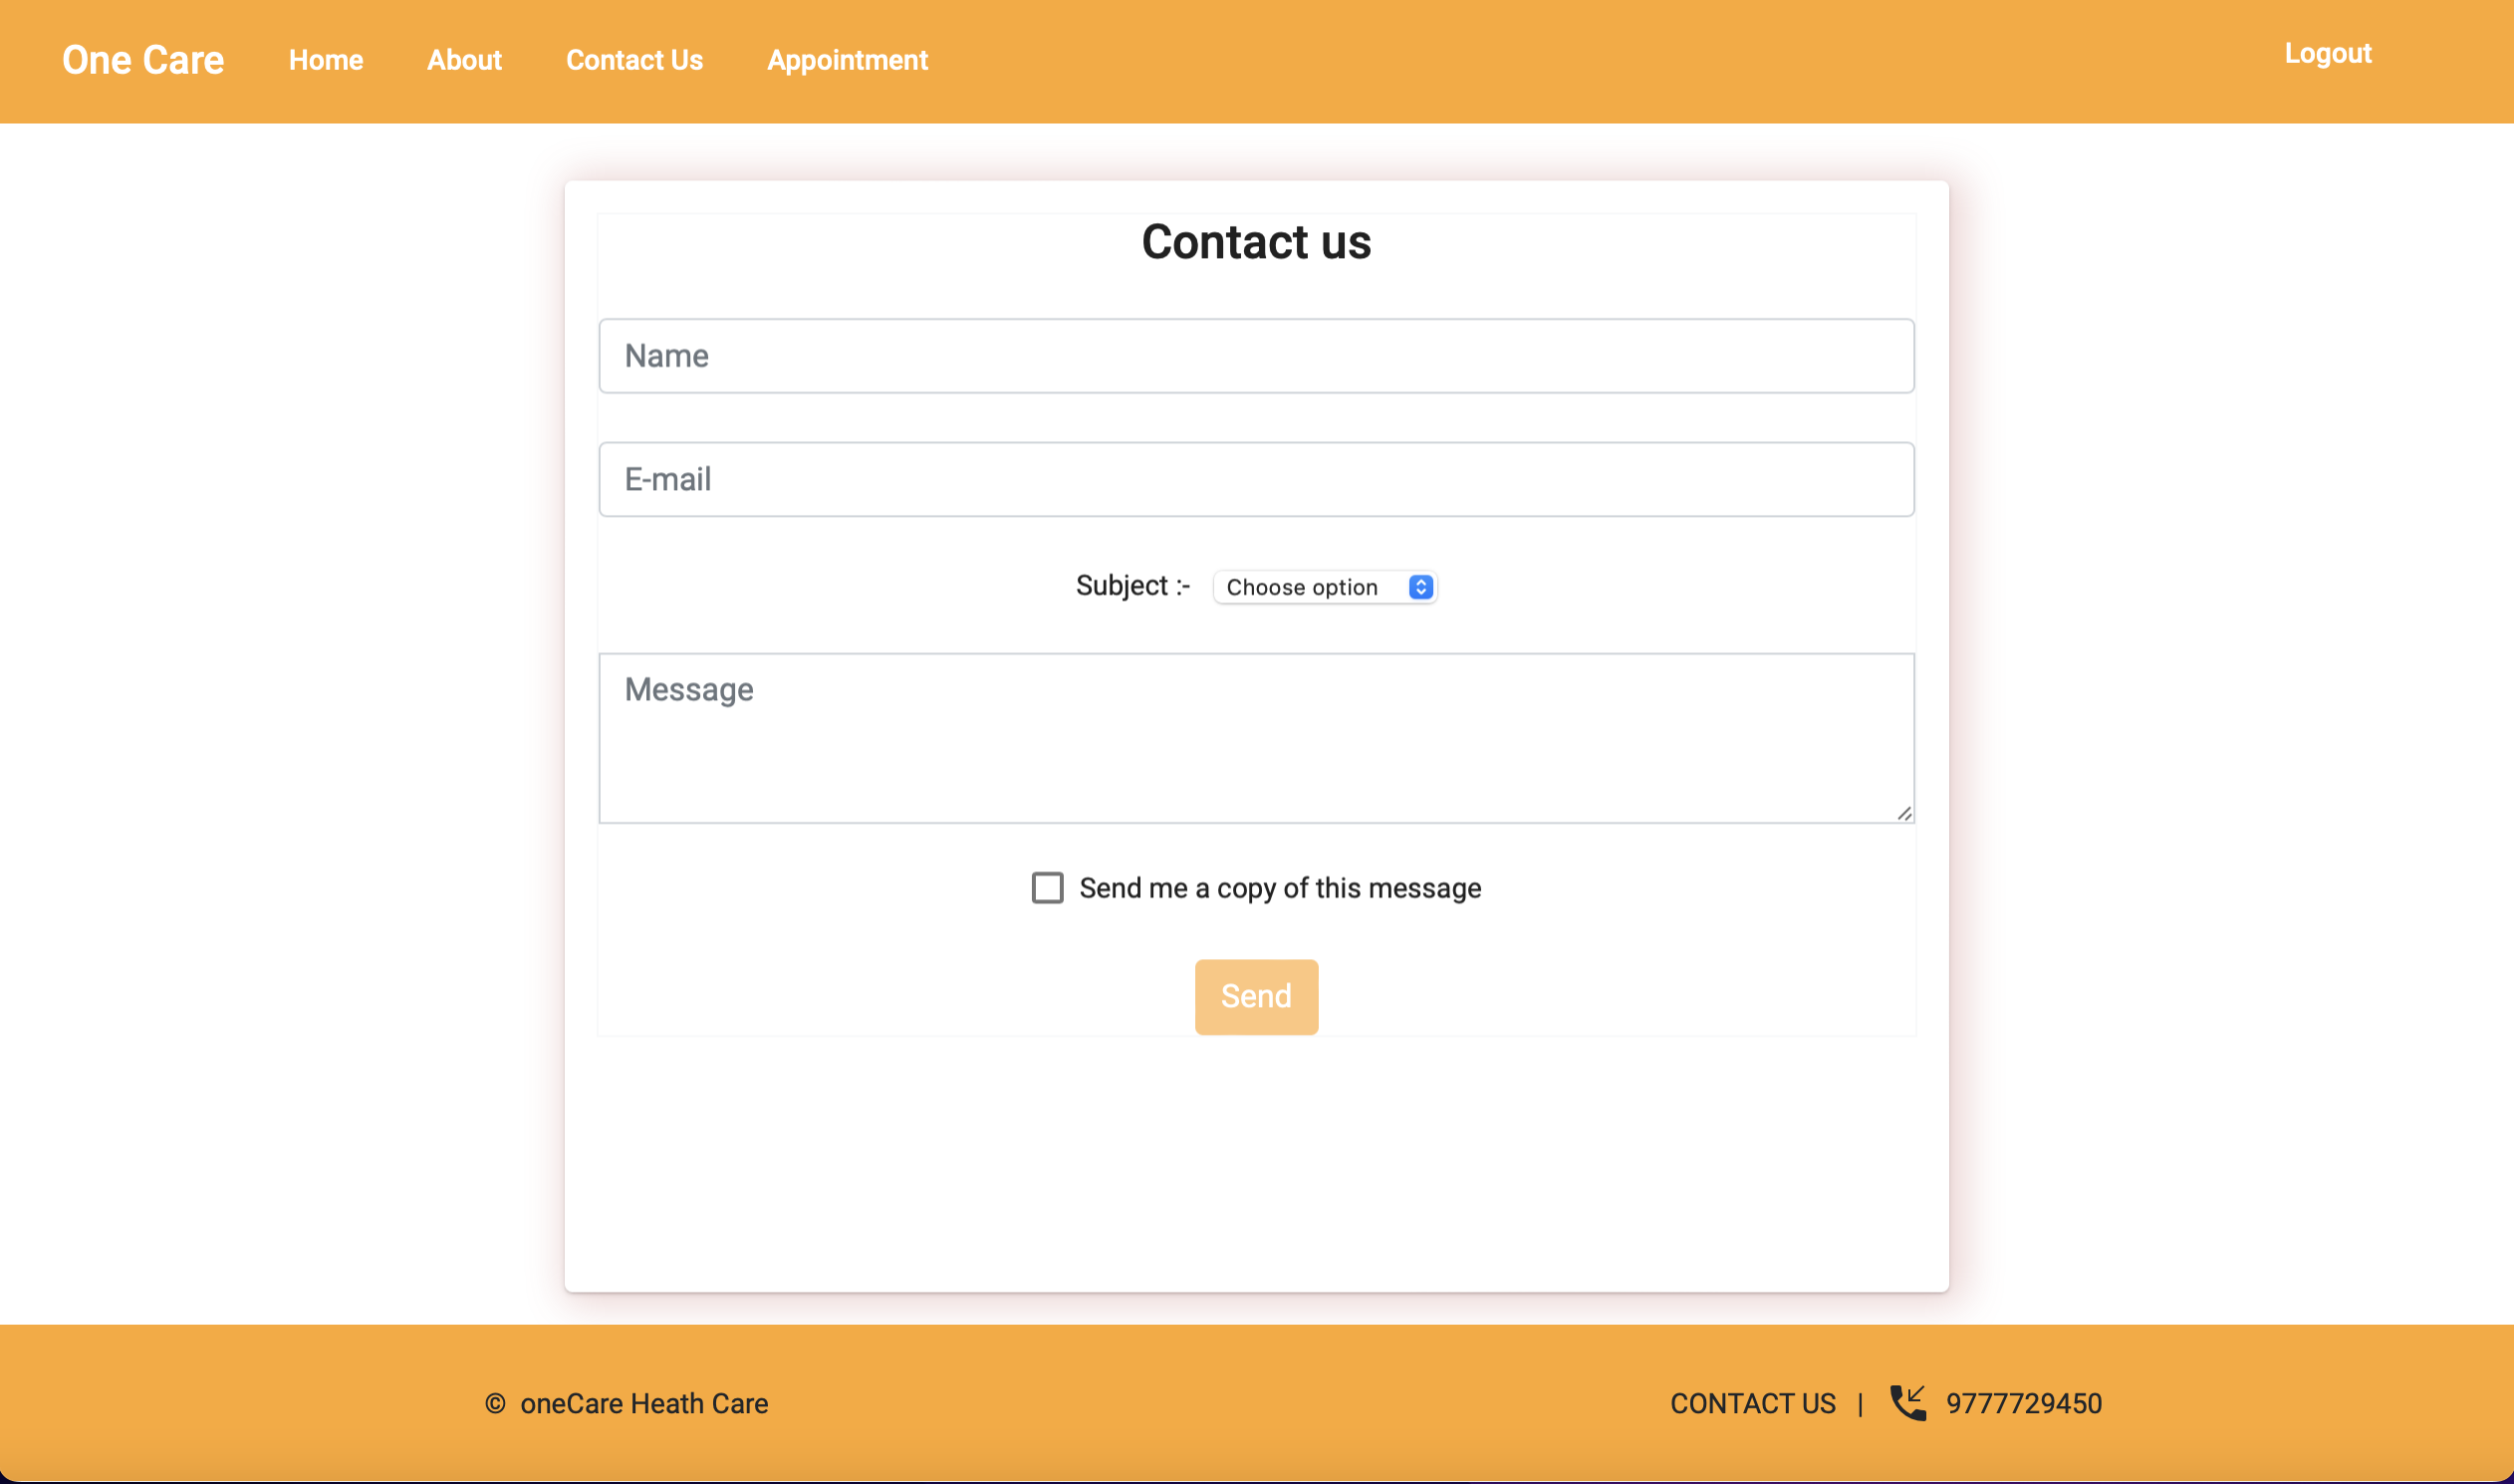 One Care Home About Contact Us Appointment Logout
Contact us
Name
E-mail
Subject :- Choose option
Message
Send me a copy of this message
Send
© oneCare Heath Care CONTACT US | 9777729450